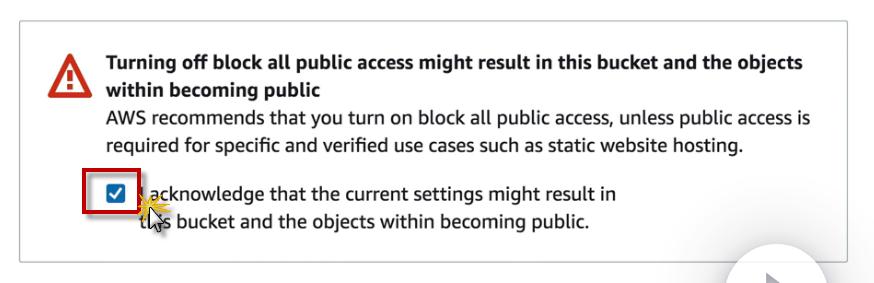 Turning off block all public access might result in this bucket and the objects
within becoming public
AWS recommends that you turn on block all public access, unless public access is
required for specific and verified use cases such as static website hosting.
I acknowledge that the current settings might result in
this bucket and the objects within becoming public.